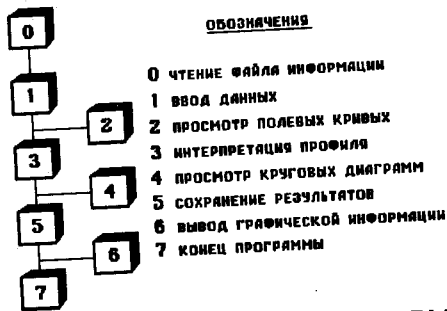 ОБОЗНАЧЕНИЯ
0 ЧТЕНИЕ ФАЙЛА ИНФОРМАЦИИ
1 ВВОД ДАННЫХ
2 ПРОСМОТР ПОЛЕВЫХ КРИВЫХ
3 ИНТЕРПРЕТАЦИЯ ПРОФИЛЯ
4 ПРОСМОТР КРУГОВЫХ ДИАГРАММ
5 СОХРАНЕНИЕ РЕЗУЛЬТАТОВ
6 ВЫВОД ГРАФИЧЕСКОЙ ИНФОРМАЦИИ
7 КОНЕЦ ПРОГРАММЫ
0
1
2
3
4
5
6
7